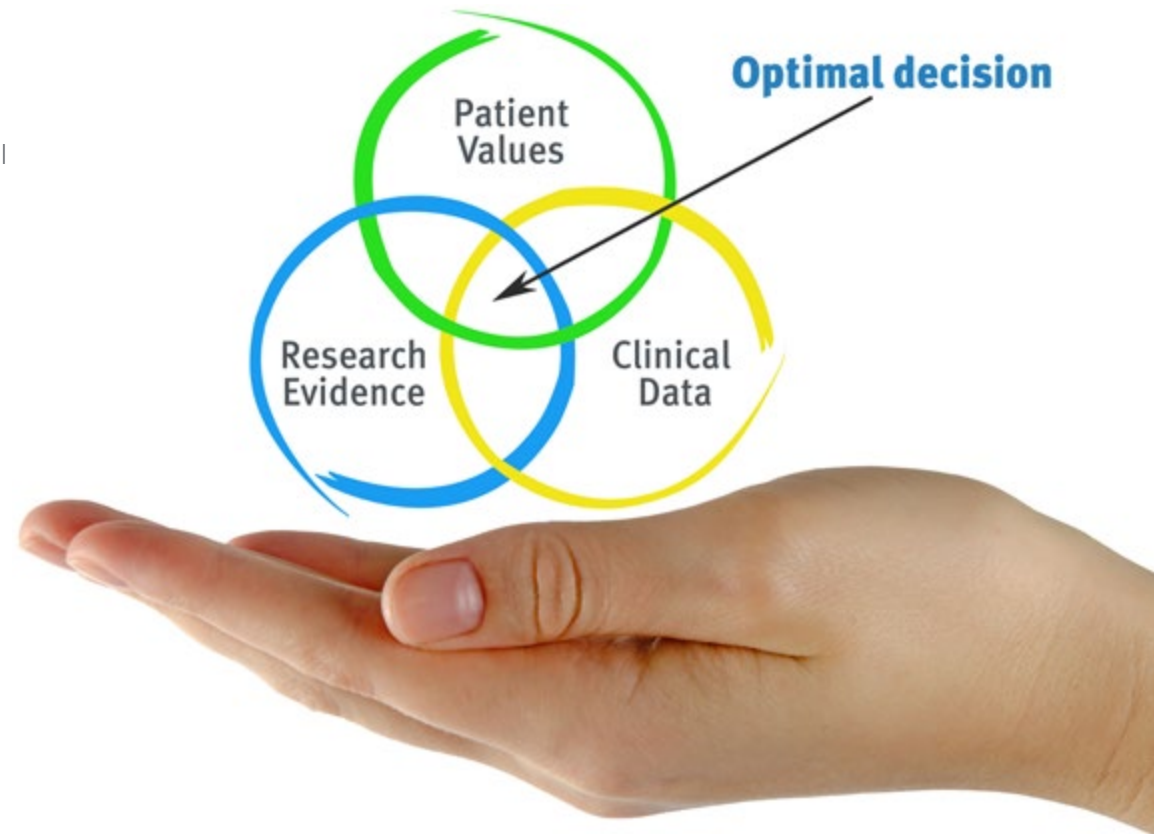 Optimal decision
Patient
Values
Research
Evidence
Clinical
Data